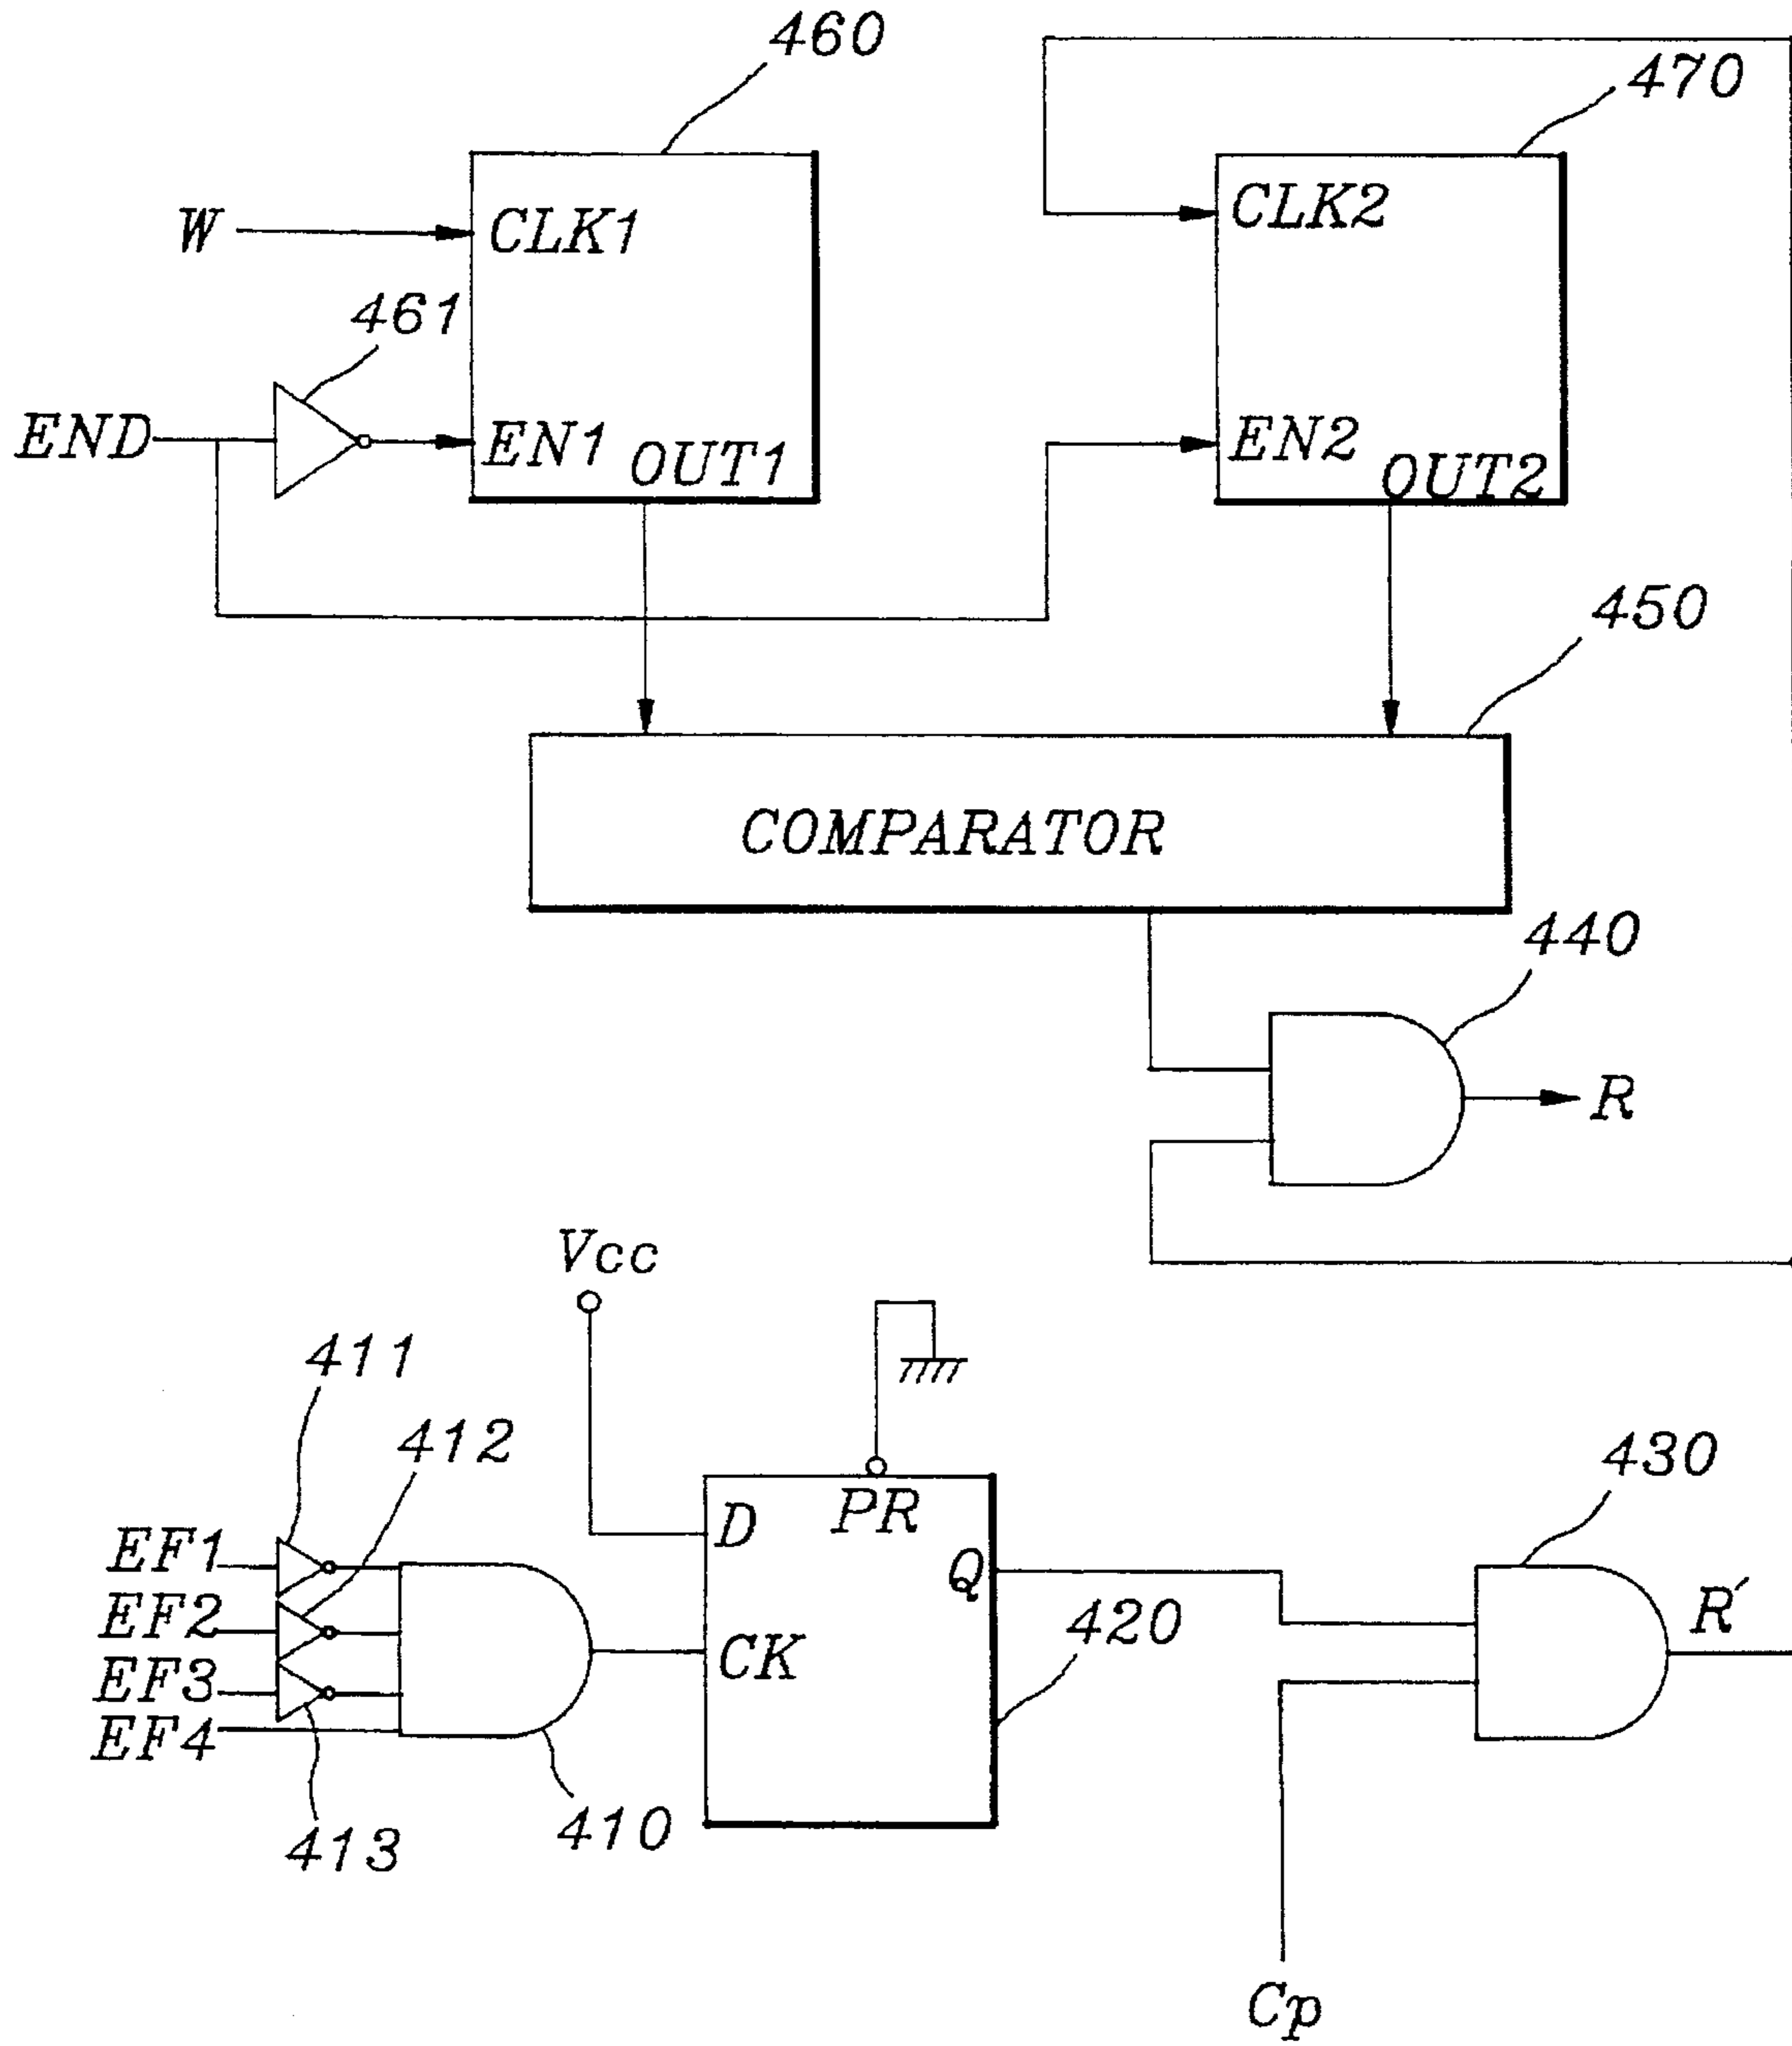 460
470
W
CLK1
CLK2
461
END
EN1
OUT1
EN2
OUT2
450
COMPARATOR
440
R
Vcc
411
412
430
D
PR
Q
R'
EF1
EF2
EF3
EF4
CK
420
413
410
Cp